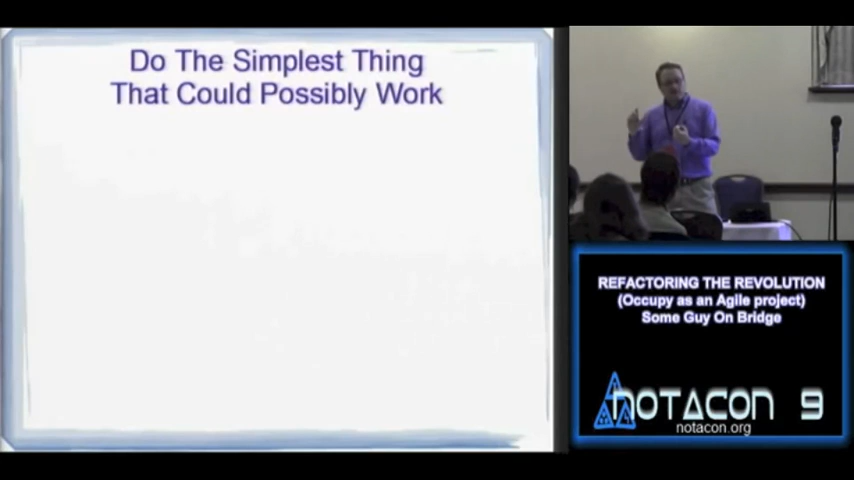 Do The Simplest Thing
That Could Possibly Work
REFACTORING THE REVOLUTION
(Occupy as an Agile project)
Some Guy On Bridge
NOTACON 9
notacon.org